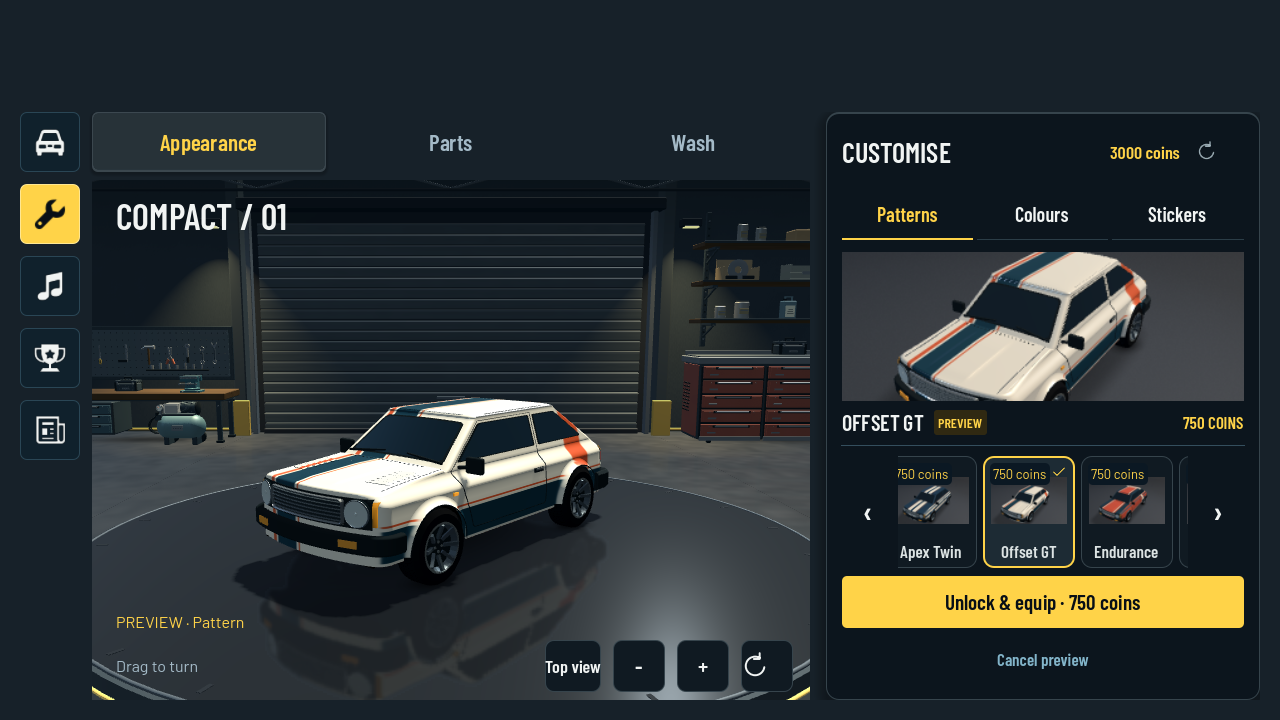 Appearance
Parts
Wash
COMPACT / 01
PREVIEW · Pattern
Drag to turn
Top view
-
+
CUSTOMISE
3000 coins
Patterns
Colours
Stickers
OFFSET GT
PREVIEW
750 COINS
‹
750 coins
Apex Twin
750 coins
Offset GT
750 coins
Endurance
›
Unlock & equip · 750 coins
Cancel preview